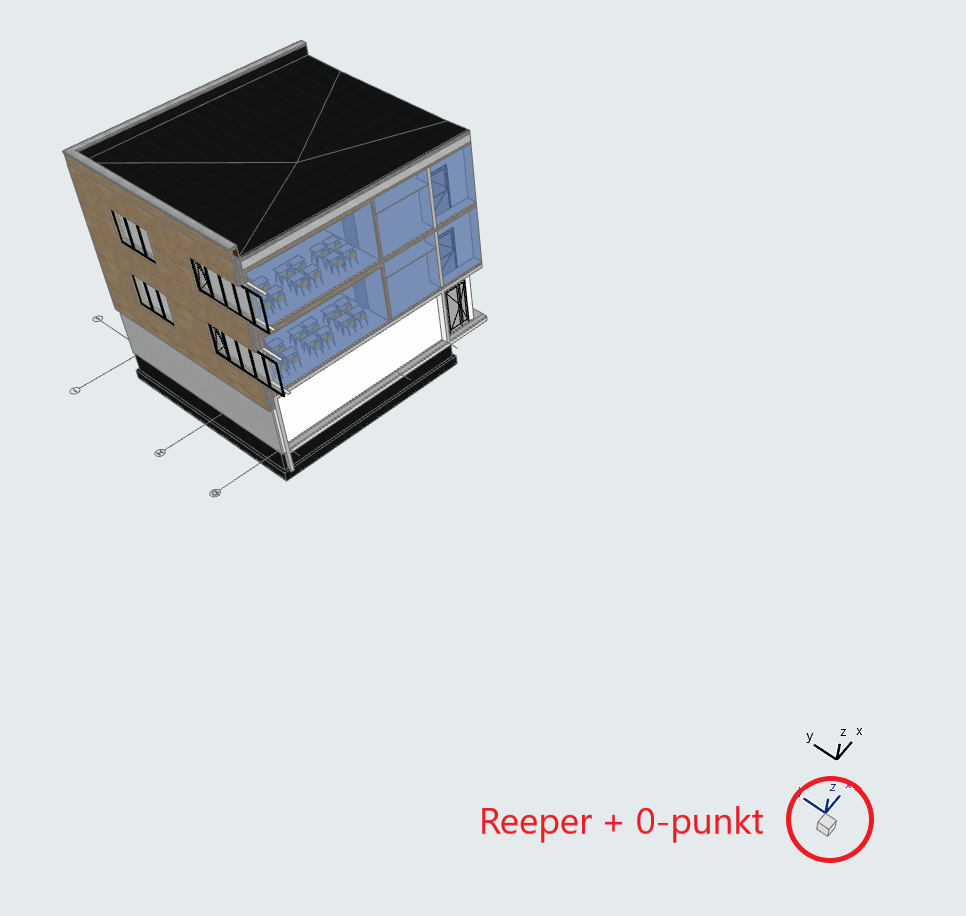 y z x
z
Reeper + 0-punkt